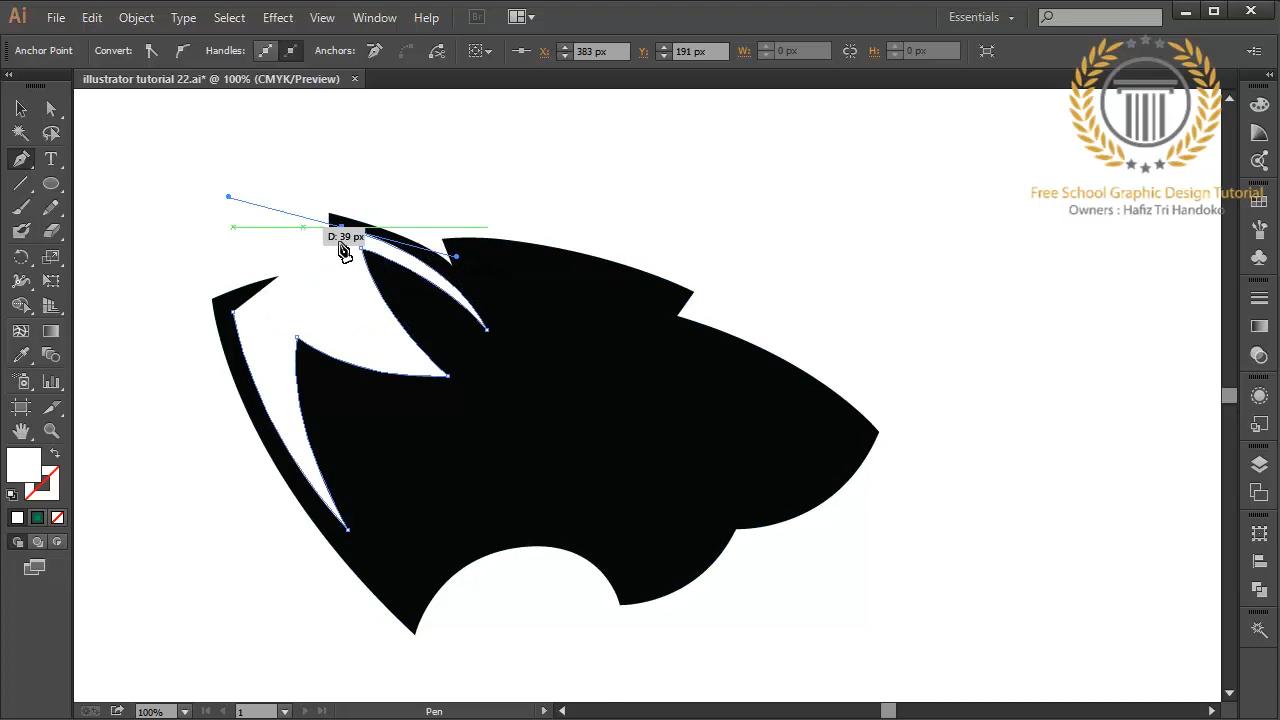 Ai File Edit Object Type Select Effect View Window Help Br Essentials
Anchor Point Convert: Handles: Anchors: X: 383 px Y: 191 px W: 0 px H: 0 px
illustrator tutorial 22.ai* @ 100% (CMYK/Preview)
Free School Graphic Design Tutorial
Owners : Hafiz Tri Handoko
D: 39 px
100% 1 Pen